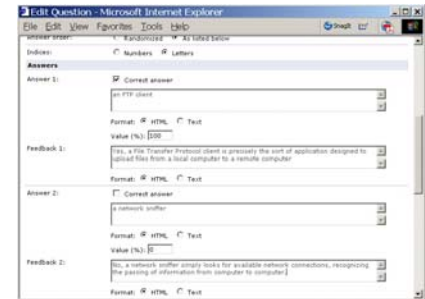 Edit Question - Microsoft Internet Explorer
File Edit View Favorites Tools Help
SnagIt
Answer order: Randomized As listed below
Indices: Numbers Letters
Answers
Answer 1: Correct answer
an FTP client
Format: HTML Text
Value (%): 100
Feedback 1: Yes, a File Transfer Protocol client is precisely the sort of application designed to
upload files from a local computer to a remote computer
Format: HTML Text
Answer 2: Correct answer
a network sniffer
Format: HTML Text
Value (%): 0
Feedback 2: No, a network sniffer simply looks for available network connections, recognizing
the passing of information from computer to computer.
Format: HTML Text